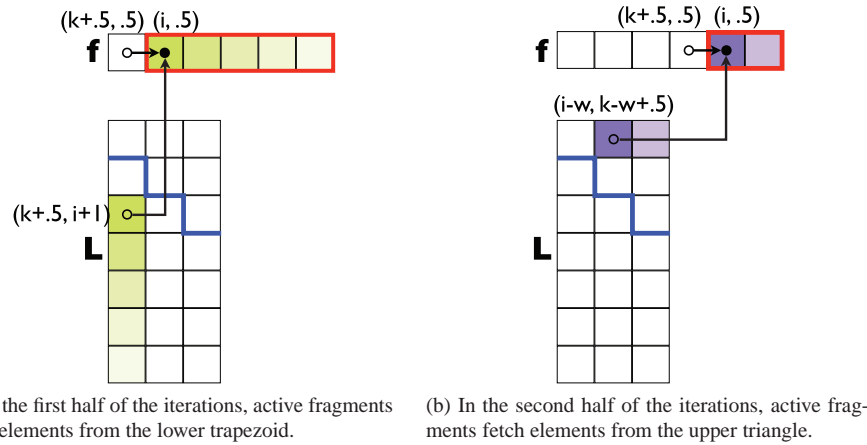 (k+.5, .5) (i, .5)
f
(k+.5, i+1)
L
the first half of the iterations, active fragments
elements from the lower trapezoid.
(k+.5, .5) (i, .5)
f
(i-w, k-w+.5)
L
(b) In the second half of the iterations, active frag-
ments fetch elements from the upper triangle.